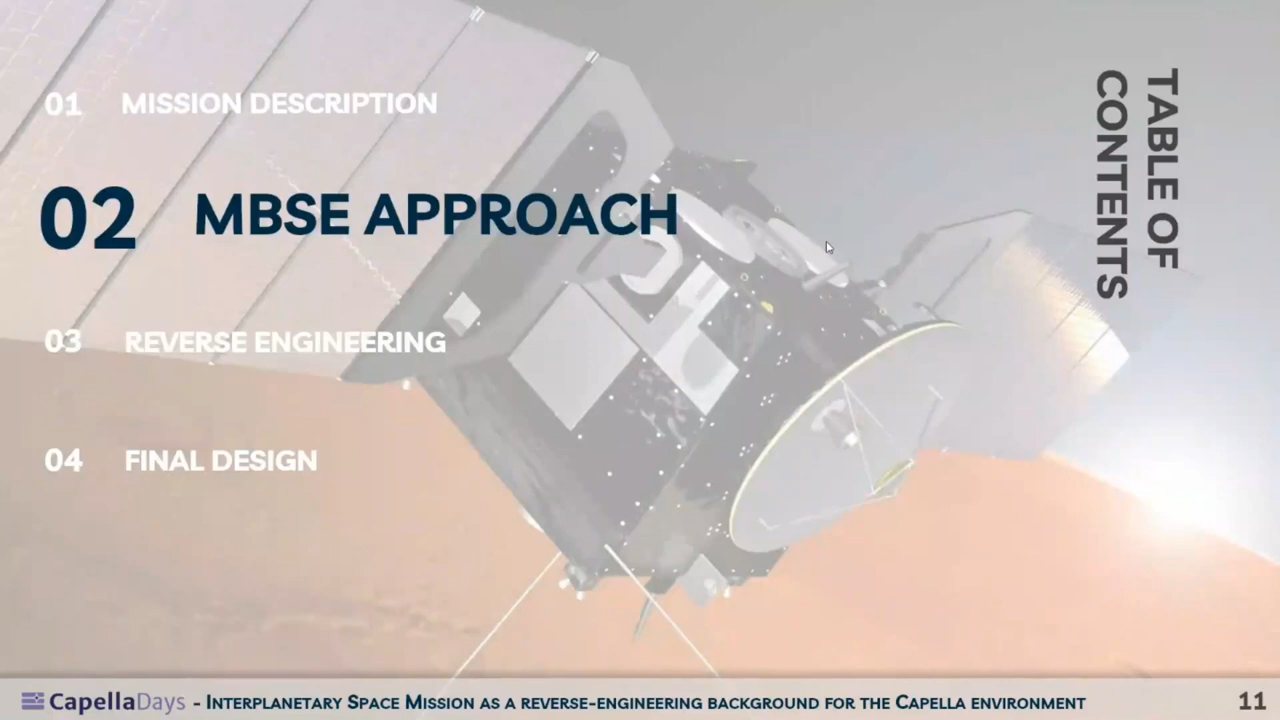 TABLE OF
CONTENTS
01 MISSION DESCRIPTION
02 MBSE APPROACH
03 REVERSE ENGINEERING
04 FINAL DESIGN
CapellaDays - INTERPLANETARY SPACE MISSION AS A REVERSE-ENGINEERING BACKGROUND FOR THE CAPELLA ENVIRONMENT 11